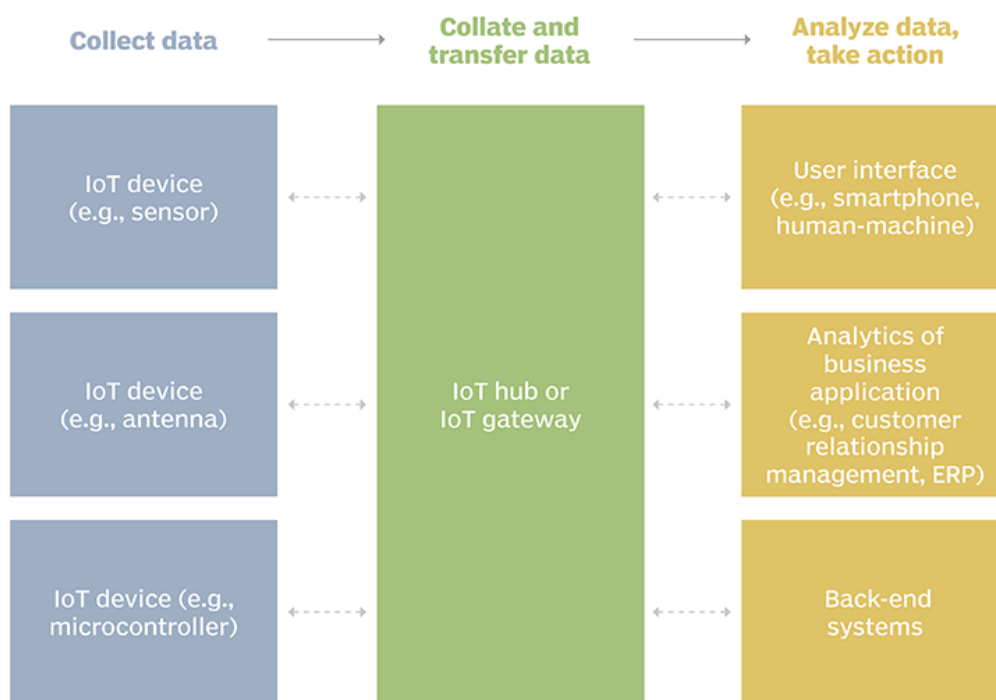 Collect data
Collate and
transfer data
Analyze data,
take action
IoT device
(e.g., sensor)
User interface
(e.g., smartphone,
human-machine)
IoT device
(e.g., antenna)
IoT hub or
IoT gateway
Analytics of
business
application
(e.g., customer
relationship
management, ERP)
IoT device (e.g.,
microcontroller)
Back-end
systems